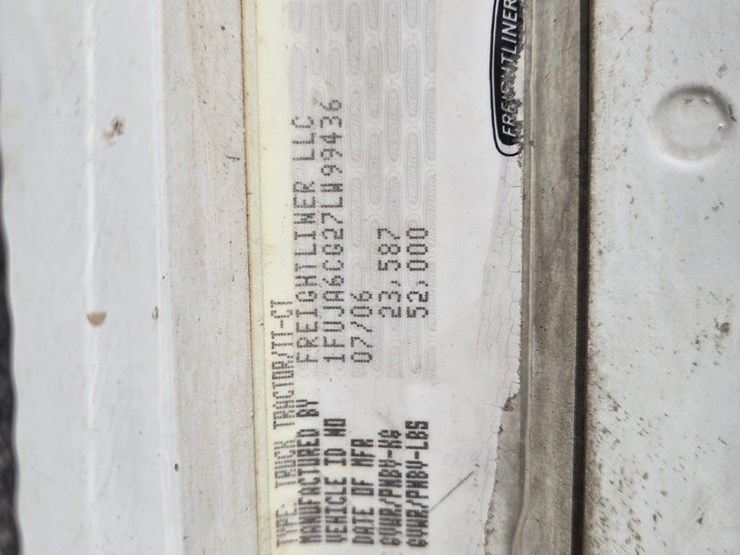 TYPE: TRUCK TRACTOR/TT-CT
MANUFACTURED BY FREIGHTLINER LLC
VEHICLE ID NO 1FUJA6CG27LW99436
DATE OF MFR 07/06
GVWR/PNBV-KG 23,587
GVWR/PNBV-LBS 52,000
FREIGHTLINER